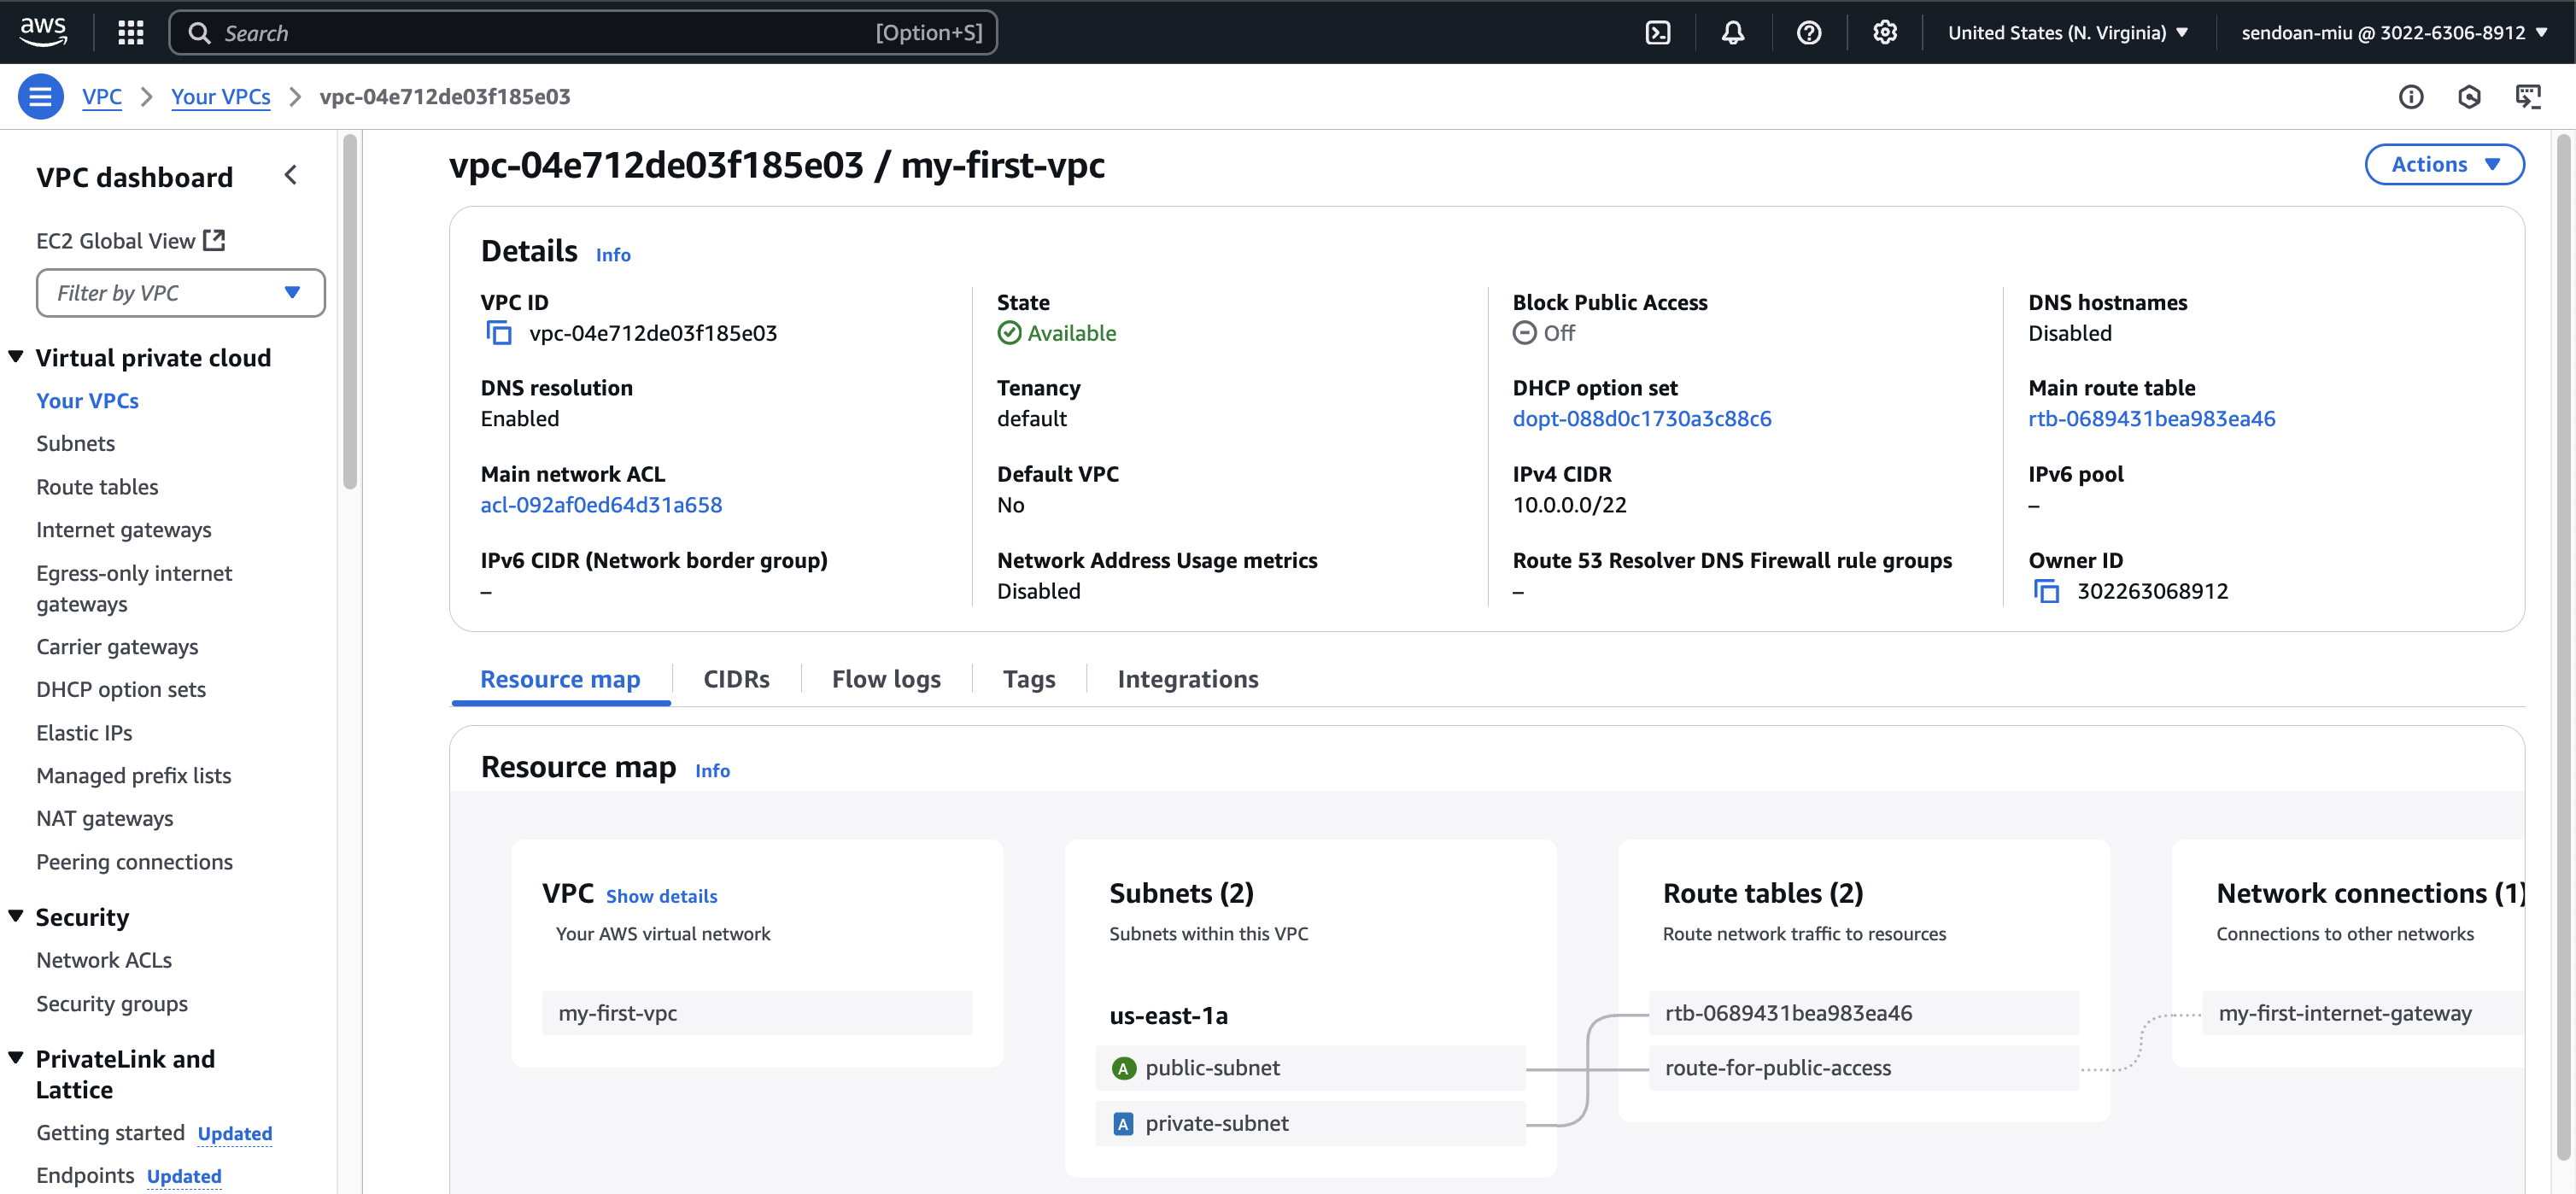 aws
Search
[Option+S]
United States (N. Virginia)
sendoan-miu @ 3022-6306-8912
VPC
Your VPCs
vpc-04e712de03f185e03
VPC dashboard
EC2 Global View
Filter by VPC
Virtual private cloud
Your VPCs
Subnets
Route tables
Internet gateways
Egress-only internet
gateways
Carrier gateways
DHCP option sets
Elastic IPs
Managed prefix lists
NAT gateways
Peering connections
Security
Network ACLs
Security groups
PrivateLink and
Lattice
Getting started Updated
Endpoints Updated
vpc-04e712de03f185e03 / my-first-vpc
Actions
Details Info
VPC ID
vpc-04e712de03f185e03
State
Available
Block Public Access
Off
DNS hostnames
Disabled
DNS resolution
Enabled
Tenancy
default
DHCP option set
dopt-088d0c1730a3c88c6
Main route table
rtb-0689431bea983ea46
Main network ACL
acl-092af0ed64d31a658
Default VPC
No
IPv4 CIDR
10.0.0.0/22
IPv6 pool
–
IPv6 CIDR (Network border group)
–
Network Address Usage metrics
Disabled
Route 53 Resolver DNS Firewall rule groups
–
Owner ID
302263068912
Resource map
CIDRs
Flow logs
Tags
Integrations
Resource map Info
VPC Show details
Your AWS virtual network
my-first-vpc
Subnets (2)
Subnets within this VPC
us-east-1a
A public-subnet
A private-subnet
Route tables (2)
Route network traffic to resources
rtb-0689431bea983ea46
route-for-public-access
Network connections (1)
Connections to other networks
my-first-internet-gateway